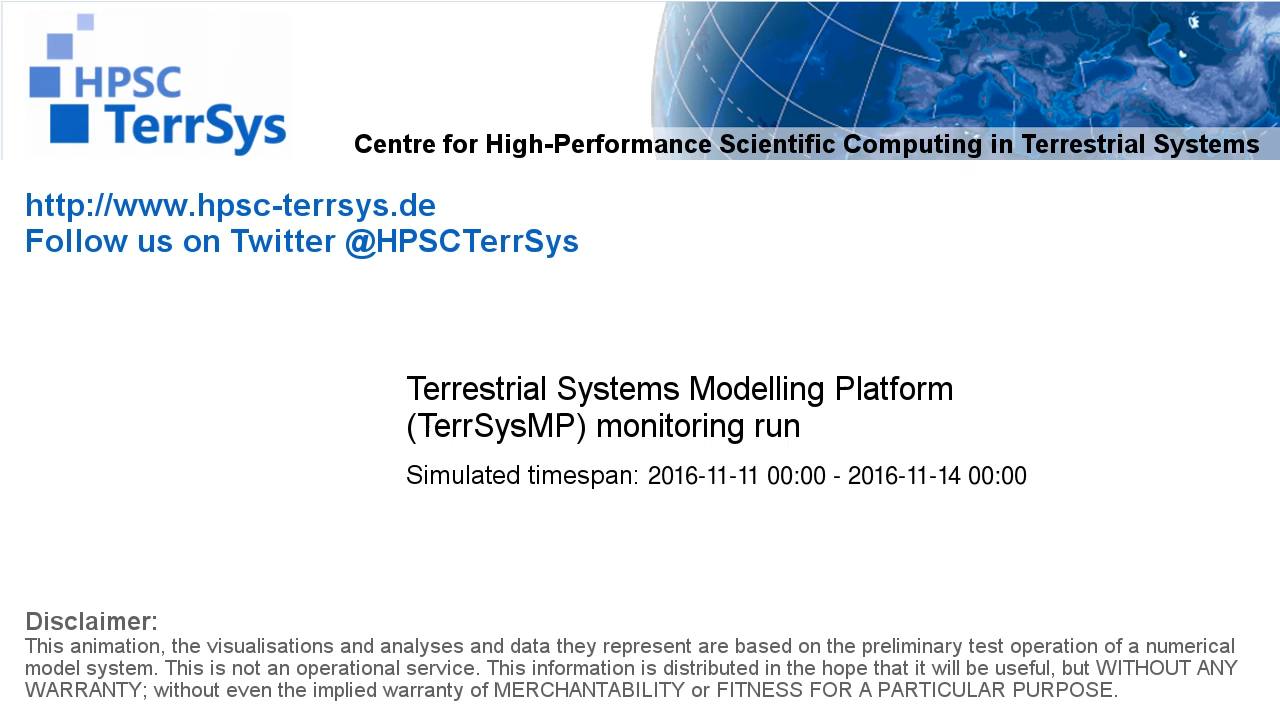 HPSC
TerrSys
Centre for High-Performance Scientific Computing in Terrestrial Systems
http://www.hpsc-terrsys.de
Follow us on Twitter @HPSCTerrSys
Terrestrial Systems Modelling Platform
(TerrSysMP) monitoring run
Simulated timespan: 2016-11-11 00:00 - 2016-11-14 00:00
Disclaimer:
This animation, the visualisations and analyses and data they represent are based on the preliminary test operation of a numerical
model system. This is not an operational service. This information is distributed in the hope that it will be useful, but WITHOUT ANY
WARRANTY; without even the implied warranty of MERCHANTABILITY or FITNESS FOR A PARTICULAR PURPOSE.